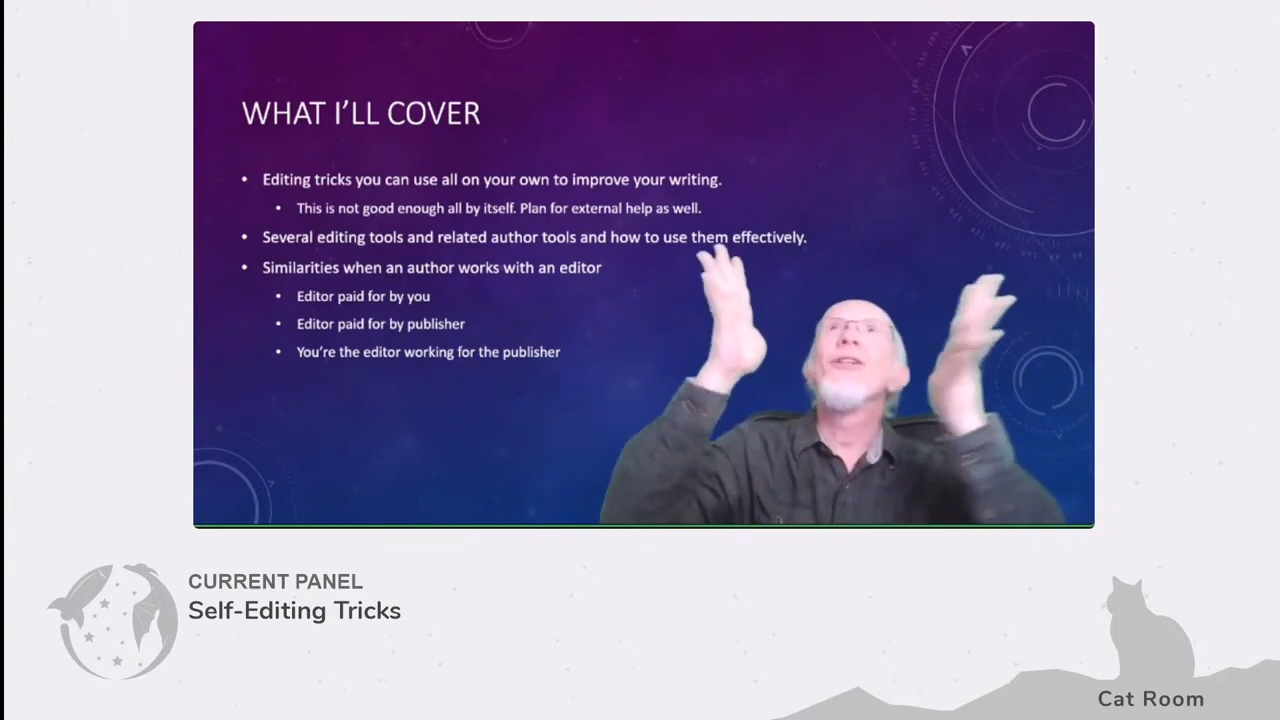 WHAT I'LL COVER
• Editing tricks you can use all on your own to improve your writing.
• This is not good enough all by itself. Plan for external help as well.
• Several editing tools and related author tools and how to use them effectively.
• Similarities when an author works with an editor
• Editor paid for by you
• Editor paid for by publisher
• You're the editor working for the publisher
CURRENT PANEL
Self-Editing Tricks
Cat Room